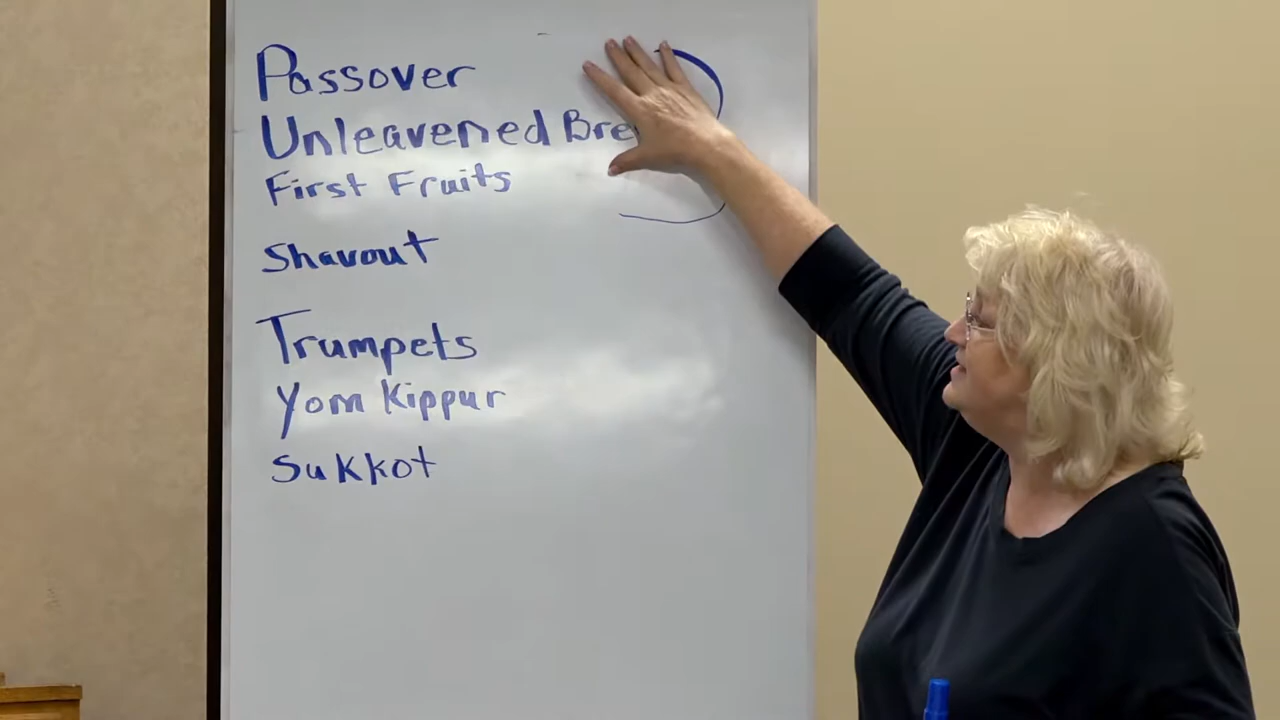 Passover
Unleavened Bre
First Fruits
Shavout
Trumpets
Yom Kippur
Sukkot